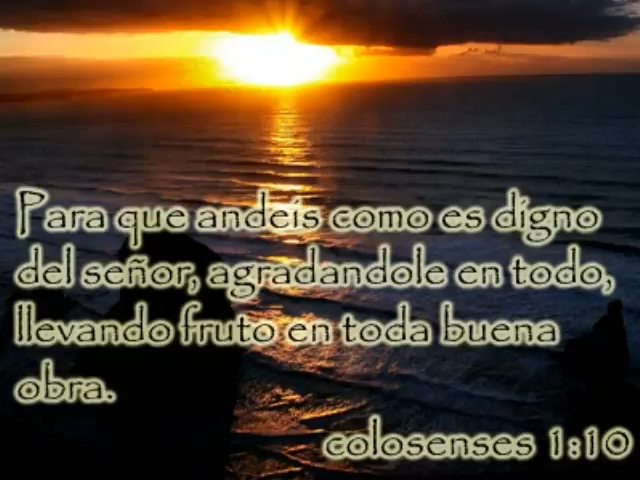 Para que andeis como es digno
del señor, agradandole en todo,
llevando fruto en toda buena
obra.
colosenses 1:10